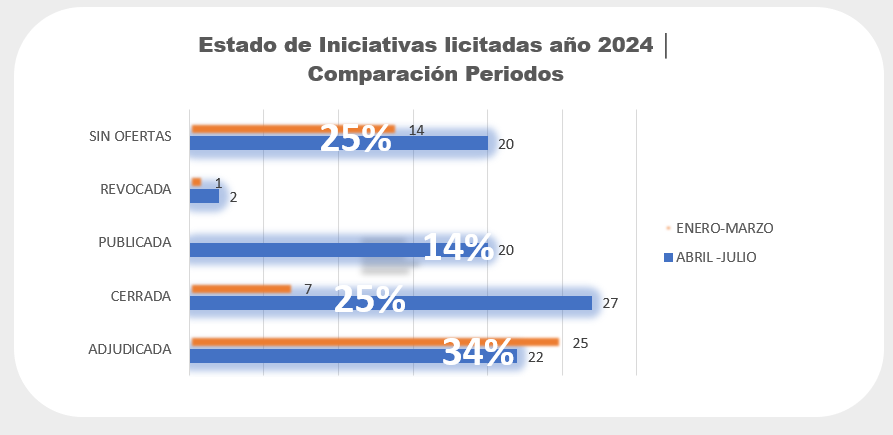 Estado de Iniciativas licitadas año 2024 |
Comparación Periodos
SIN OFERTAS
25%
14
20
REVOCADA
1
2
PUBLICADA
14%
20
CERRADA
7
25%
27
ADJUDICADA
25
34%
22
ENERO-MARZO
ABRIL -JULIO